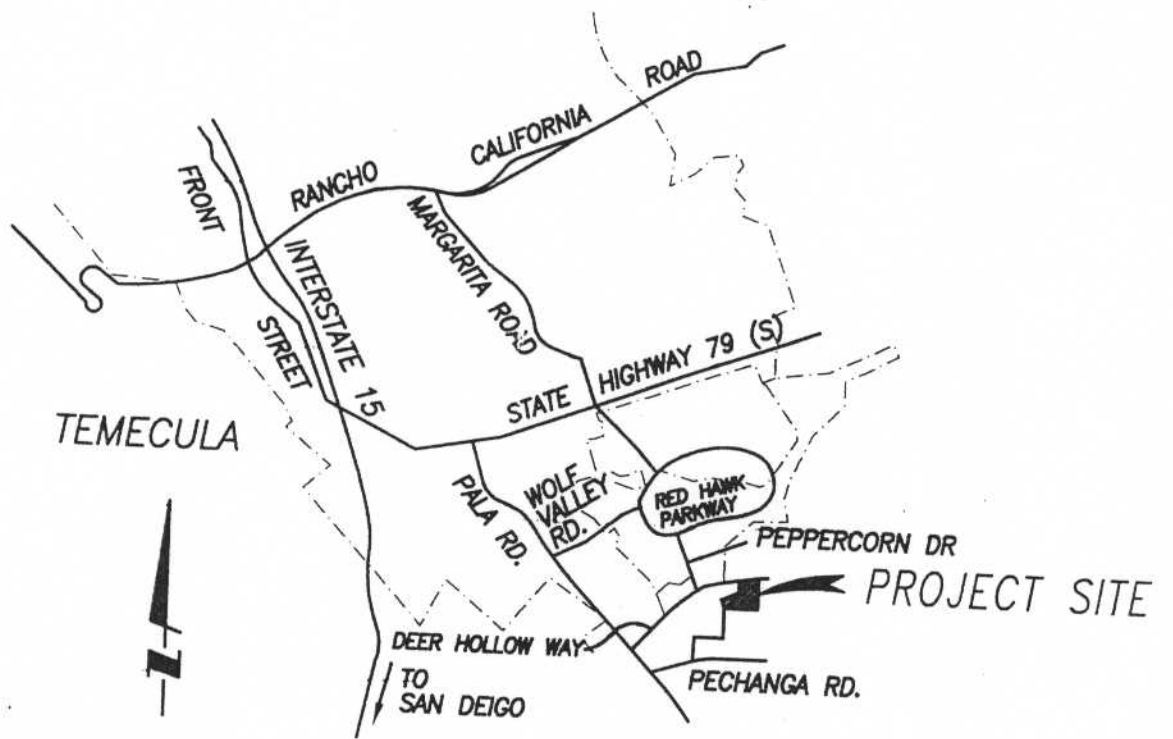 ROAD
CALIFORNIA
RANCHO
FRONT
STREET
INTERSTATE 15
MARGARITA ROAD
STATE HIGHWAY 79 (S)
TEMECULA
PALA RD.
WOLF
VALLEY
RD.
RED HAWK
PARKWAY
PEPPERCORN DR
PROJECT SITE
DEER HOLLOW WAY
PECHANGA RD.
TO
SAN DEIGO